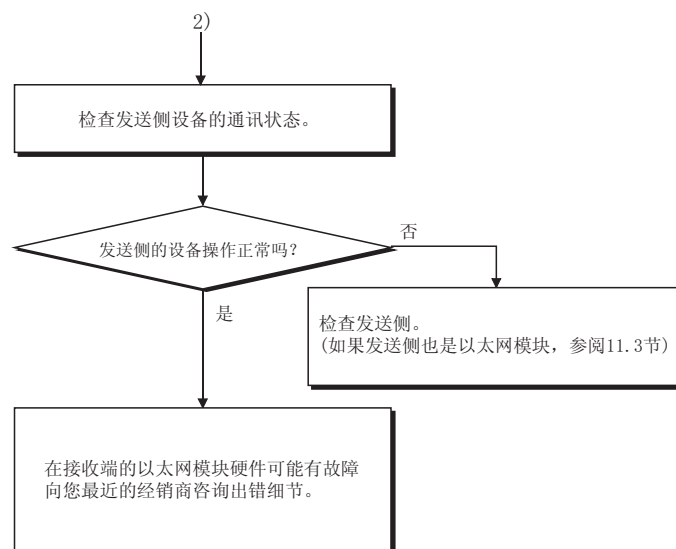 2)
检查发送侧设备的通讯状态。
发送侧的设备操作正常吗?
否
是
检查发送侧。
(如果发送侧也是以太网模块，参阅11.3节)
在接收端的以太网模块硬件可能有故障
向您最近的经销商咨询出错细节。